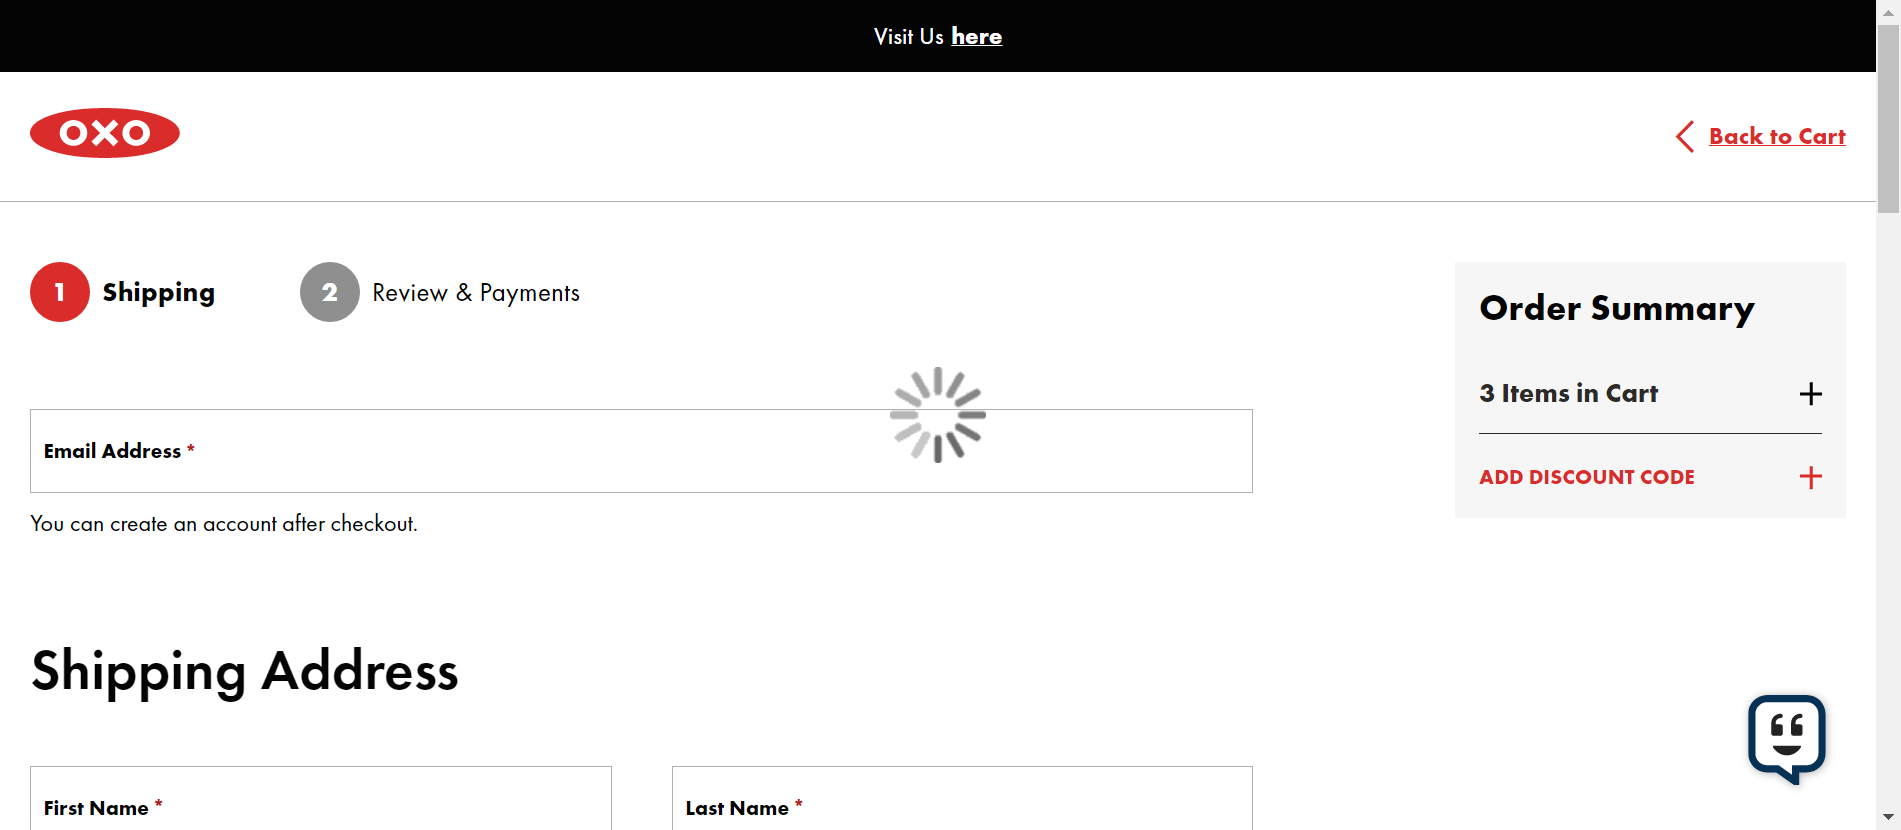 Visit Us here
OXO
Back to Cart
1 Shipping 2 Review & Payments
Order Summary
3 Items in Cart
ADD DISCOUNT CODE
Email Address *
You can create an account after checkout.
Shipping Address
First Name * Last Name *